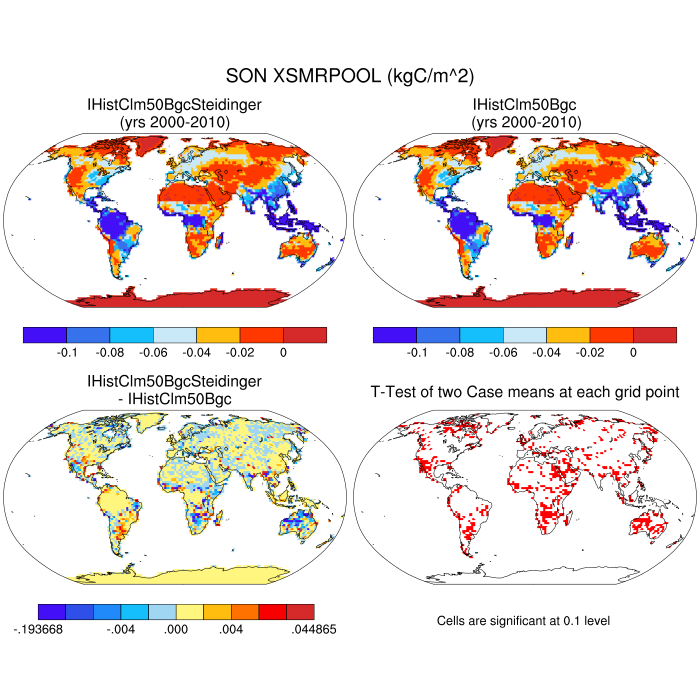 SON XSMRPOOL (kgC/m^2)
IHistClm50BgcSteidinger
(yrs 2000-2010)
IHistClm50Bgc
(yrs 2000-2010)
-0.1 -0.08 -0.06 -0.04 -0.02 0
-0.1 -0.08 -0.06 -0.04 -0.02 0
IHistClm50BgcSteidinger
- IHistClm50Bgc
T-Test of two Case means at each grid point
-.193668 -.004 .000 .004 .044865
Cells are significant at 0.1 level